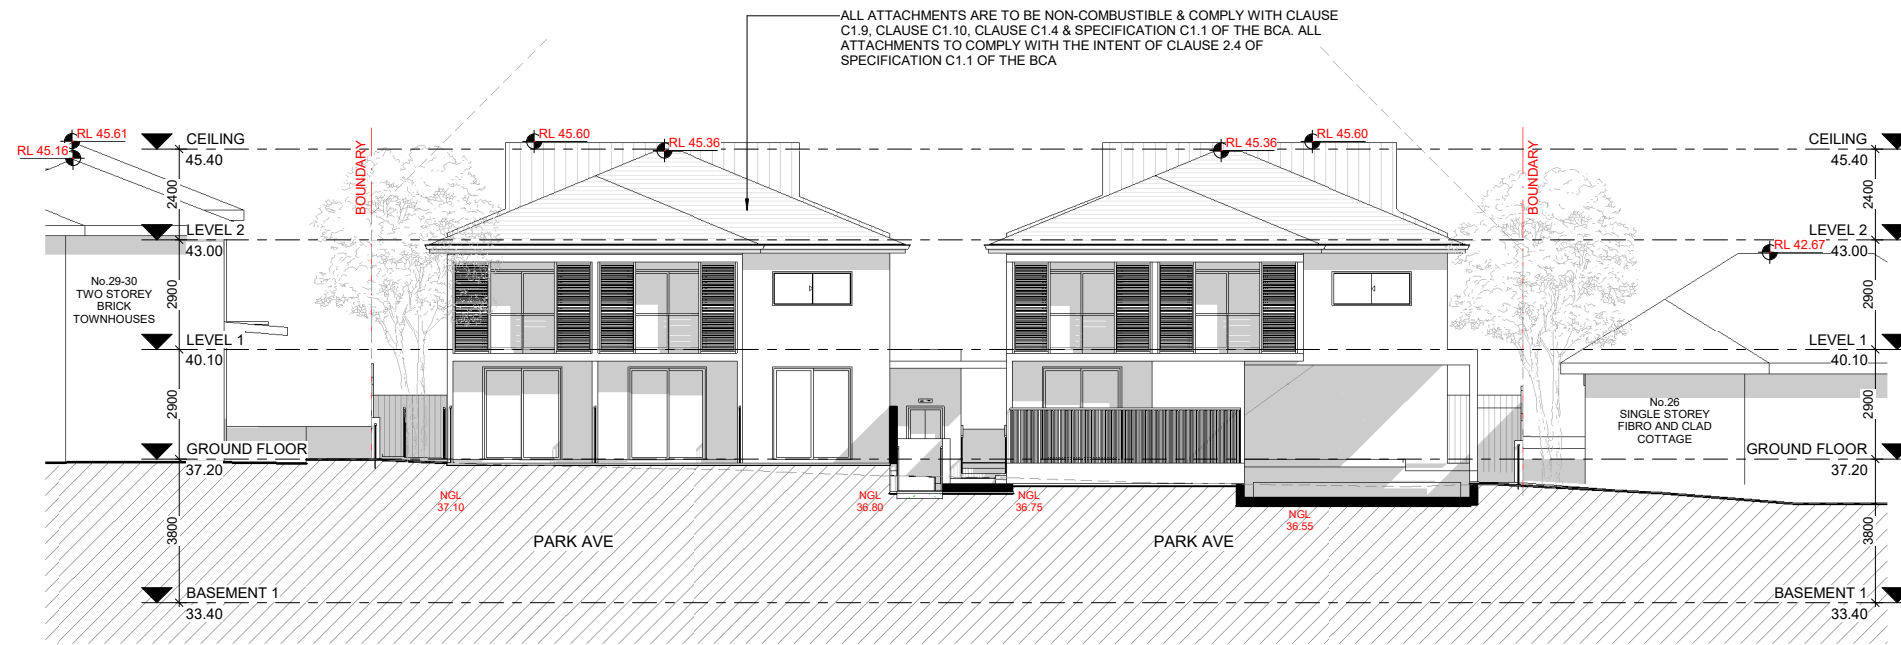 ALL ATTACHMENTS ARE TO BE NON-COMBUSTIBLE & COMPLY WITH CLAUSE
C1.9, CLAUSE C1.10, CLAUSE C1.4 & SPECIFICATION C1.1 OF THE BCA. ALL
ATTACHMENTS TO COMPLY WITH THE INTENT OF CLAUSE 2.4 OF
SPECIFICATION C1.1 OF THE BCA
RL 45.61
RL 45.16
CEILING
45.40
BOUNDARY
RL 45.60
RL 45.36
RL 45.36
RL 45.60
BOUNDARY
CEILING
45.40
2400
2400
LEVEL 2
43.00
LEVEL 2
43.00
RL 42.67
No.29-30
TWO STOREY
BRICK
TOWNHOUSES
2900
2900
LEVEL 1
40.10
LEVEL 1
40.10
2900
2900
No.26
SINGLE STOREY
FIBRO AND CLAD
COTTAGE
GROUND FLOOR
37.20
GROUND FLOOR
37.20
NGL
37.10
NGL
36.80
NGL
36.75
NGL
36.55
3800
3800
PARK AVE
PARK AVE
BASEMENT 1
33.40
BASEMENT 1
33.40